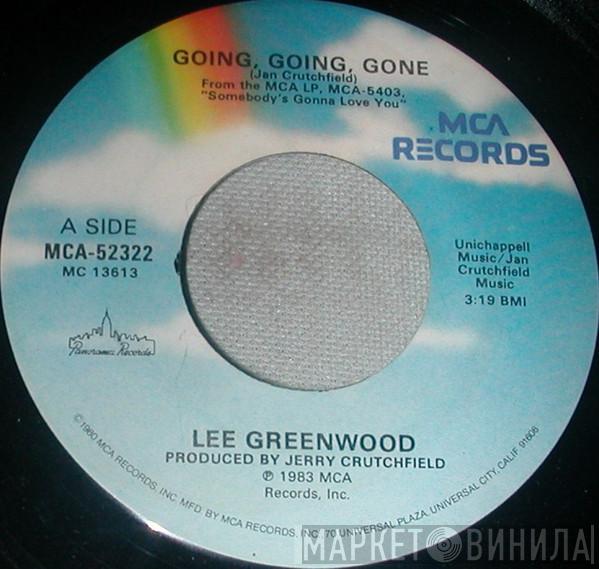 GOING, GOING, GONE
(Jan Crutchfield)
From the MCA LP, MCA-5403,
"Somebody's Gonna Love You"
MCA
RECORDS
A SIDE
MCA-52322
MC 13613
Unichappell
Music/Jan
Crutchfield
Music
3:19 BMI
Panorama Records
LEE GREENWOOD
PRODUCED BY JERRY CRUTCHFIELD
℗ 1983 MCA
Records, Inc.
©1980 MCA RECORDS, INC. MFD. BY MCA RECORDS, INC., 70 UNIVERSAL PLAZA, UNIVERSAL CITY, CALIF. 91608
МАРКЕТ ВИНИЛА